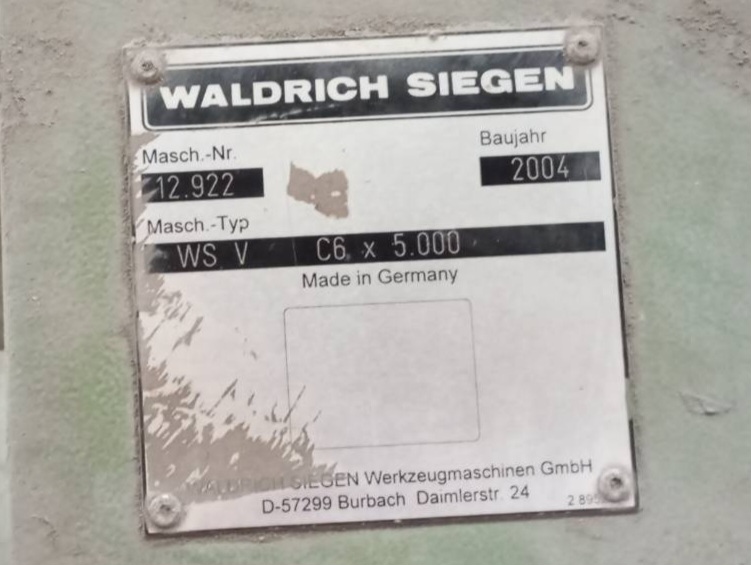 WALDRICH SIEGEN
Masch.-Nr.
Baujahr
12.922
2004
Masch.-Typ
WS V C6 x 5.000
Made in Germany
WALDRICH SIEGEN Werkzeugmaschinen GmbH
D-57299 Burbach Daimlerstr. 24